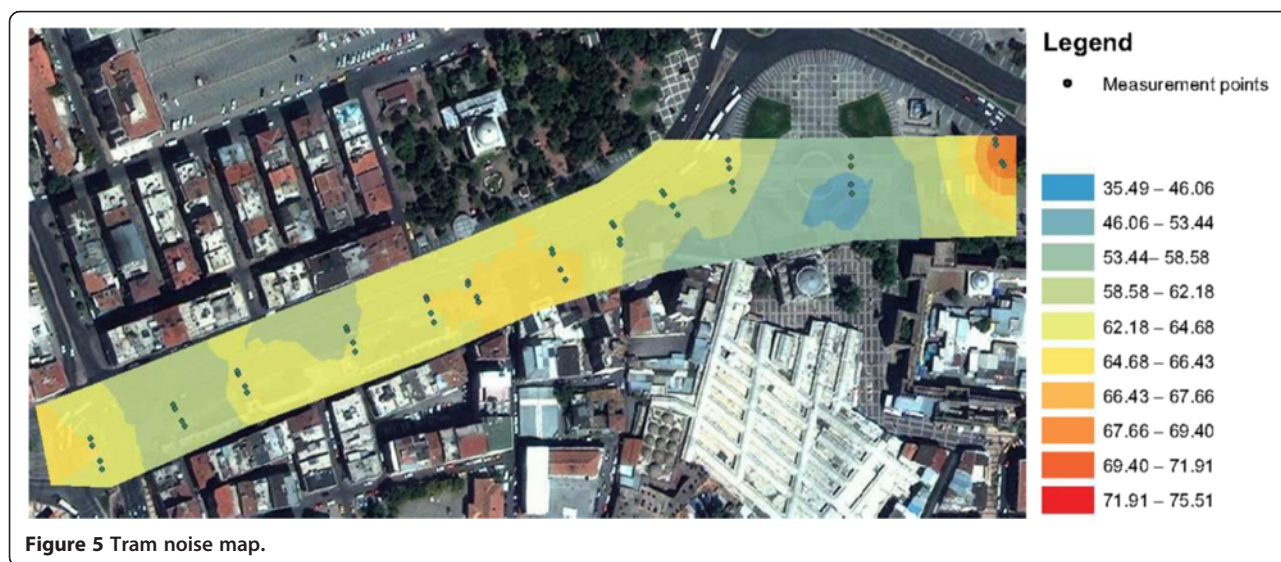 Legend
Measurement points
35.49 – 46.06
46.06 – 53.44
53.44– 58.58
58.58 – 62.18
62.18 – 64.68
64.68 – 66.43
66.43 – 67.66
67.66 – 69.40
69.40 – 71.91
71.91 – 75.51
Figure 5 Tram noise map.